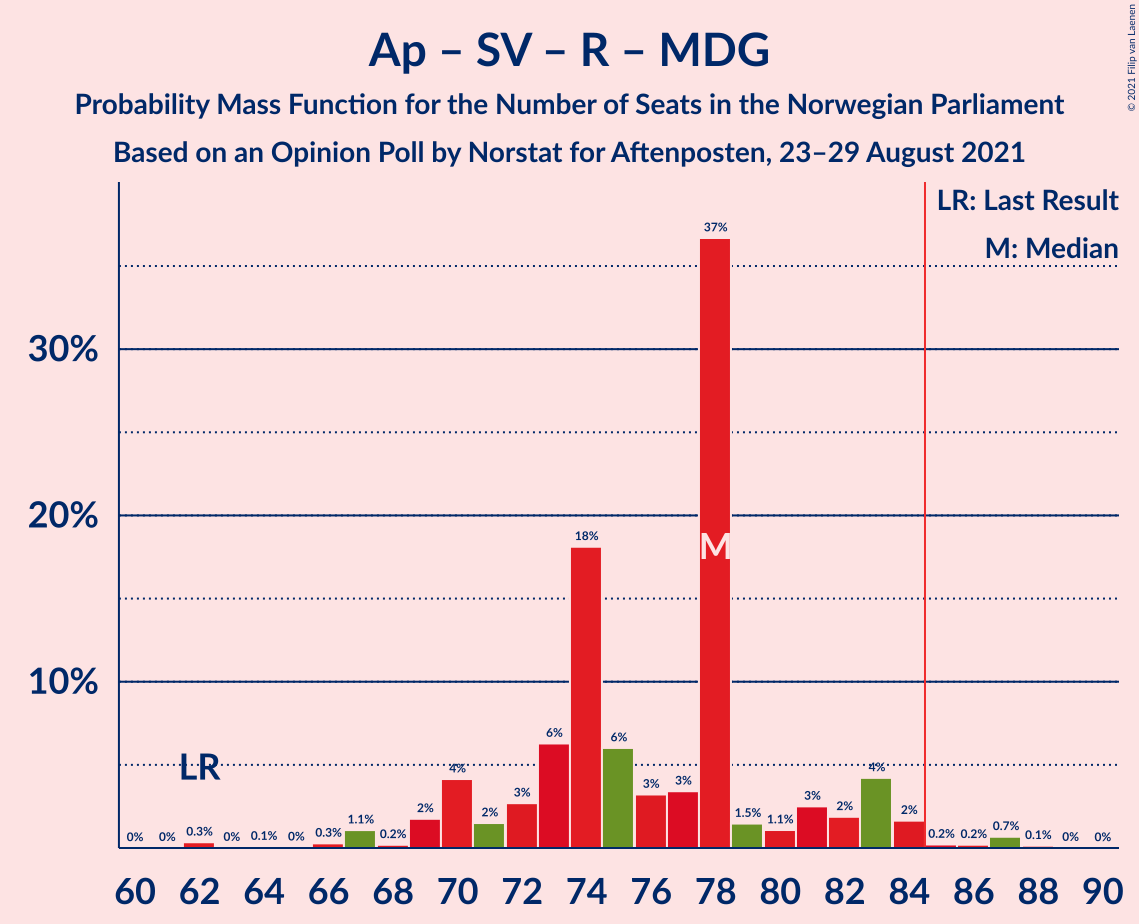 Ap – SV – R – MDG
Probability Mass Function for the Number of Seats in the Norwegian Parliament
Based on an Opinion Poll by Norstat for Aftenposten, 23–29 August 2021
© 2021 Filip van Laenen
LR: Last Result
M: Median
30%
20%
10%
LR
M
0% 0% 0.3% 0% 0.1% 0% 0.3% 1.1% 0.2% 2% 4% 2% 3% 6% 18% 6% 3% 3% 37% 1.5% 1.1% 3% 2% 4% 2% 0.2% 0.2% 0.7% 0.1% 0% 0%
60 62 64 66 68 70 72 74 76 78 80 82 84 86 88 90